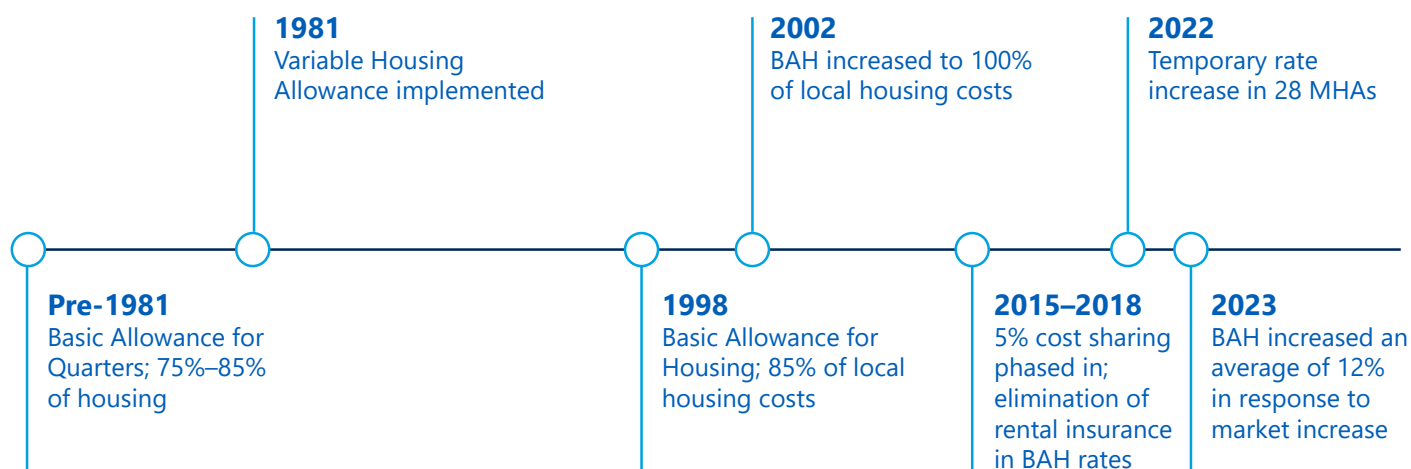 1981
Variable Housing
Allowance implemented
2002
BAH increased to 100%
of local housing costs
2022
Temporary rate
increase in 28 MHAs
Pre-1981
Basic Allowance for
Quarters; 75%–85%
of housing
1998
Basic Allowance for
Housing; 85% of local
housing costs
2015–2018
5% cost sharing
phased in;
elimination of
rental insurance
in BAH rates
2023
BAH increased an
average of 12%
in response to
market increase